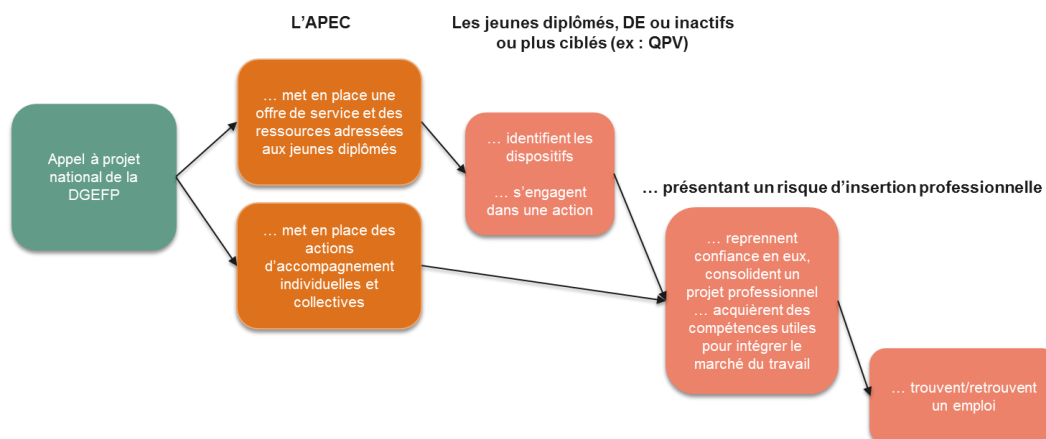 L'APEC
Les jeunes diplômés, DE ou inactifs
ou plus ciblés (ex : QPV)
Appel à projet
national de la
DGEFP
… met en place une
offre de service et des
ressources adressées
aux jeunes diplômés
… met en place des
actions
d'accompagnement
individuelles et
collectives
… identifient les
dispositifs
… s'engagent
dans une action
… présentant un risque d'insertion professionnelle
… reprennent
confiance en eux,
consolident un
projet professionnel
… acquièrent des
compétences utiles
pour intégrer le
marché du travail
… trouvent/retrouvent
un emploi